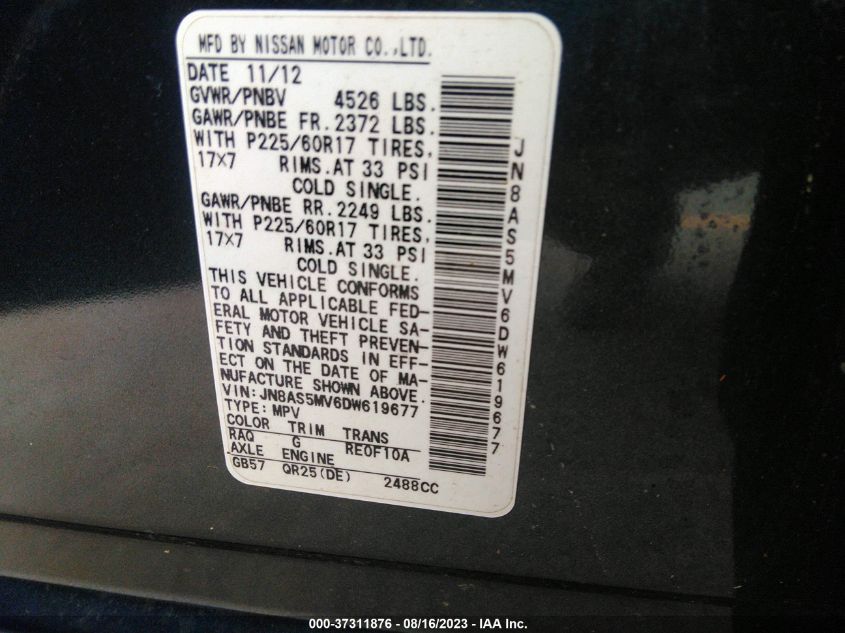 MFD BY NISSAN MOTOR CO.,LTD.
DATE 11/12
GVWR/PNBV 4526 LBS.
GAWR/PNBE FR. 2372 LBS.
WITH P225/60R17 TIRES,
17×7 RIMS.AT 33 PSI
COLD SINGLE.
GAWR/PNBE RR. 2249 LBS.
WITH P225/60R17 TIRES,
17×7 RIMS.AT 33 PSI
COLD SINGLE.
THIS VEHICLE CONFORMS
TO ALL APPLICABLE FED-
ERAL MOTOR VEHICLE SA-
FETY AND THEFT PREVEN-
TION STANDARDS IN EFF-
ECT ON THE DATE OF MA-
NUFACTURE SHOWN ABOVE.
VIN:JN8AS5MV6DW619677
TYPE:MPV
COLOR TRIM TRANS
RAQ G RE0F10A
AXLE ENGINE
GB57 QR25(DE) 2488CC
JN8AS5MV6DW619677
000-37311876 - 08/16/2023 - IAA Inc.